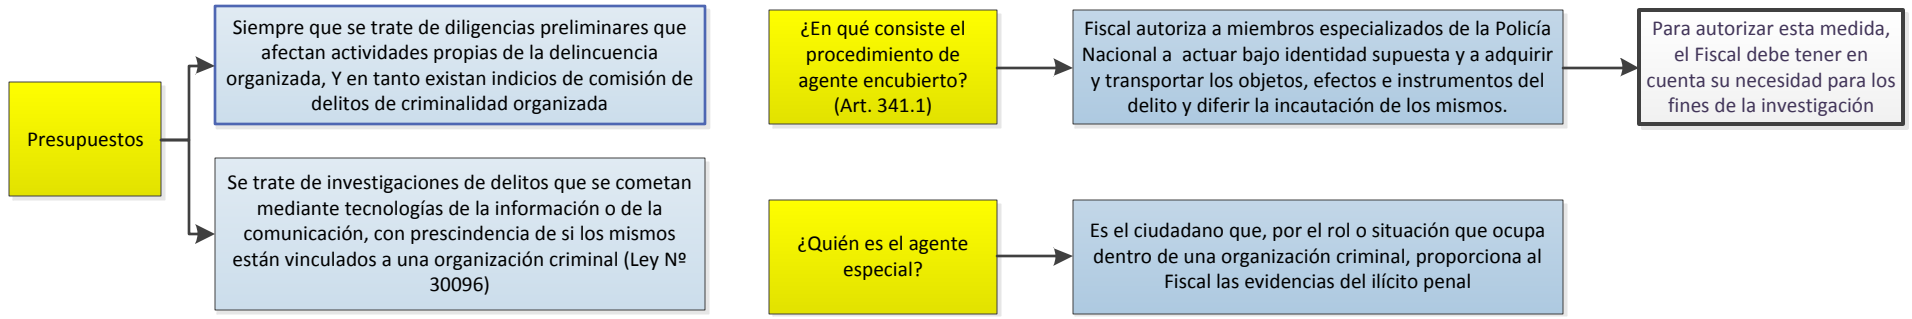 Presupuestos
Siempre que se trate de diligencias preliminares que
afectan actividades propias de la delincuencia
organizada, Y en tanto existan indicios de comisión de
delitos de criminalidad organizada
Se trate de investigaciones de delitos que se cometan
mediante tecnologías de la información o de la
comunicación, con prescindencia de si los mismos
están vinculados a una organización criminal (Ley Nº
30096)
¿En qué consiste el
procedimiento de
agente encubierto?
(Art. 341.1)
Fiscal autoriza a miembros especializados de la Policía
Nacional a actuar bajo identidad supuesta y a adquirir
y transportar los objetos, efectos e instrumentos del
delito y diferir la incautación de los mismos.
Para autorizar esta medida,
el Fiscal debe tener en
cuenta su necesidad para los
fines de la investigación
¿Quién es el agente
especial?
Es el ciudadano que, por el rol o situación que ocupa
dentro de una organización criminal, proporciona al
Fiscal las evidencias del ilícito penal